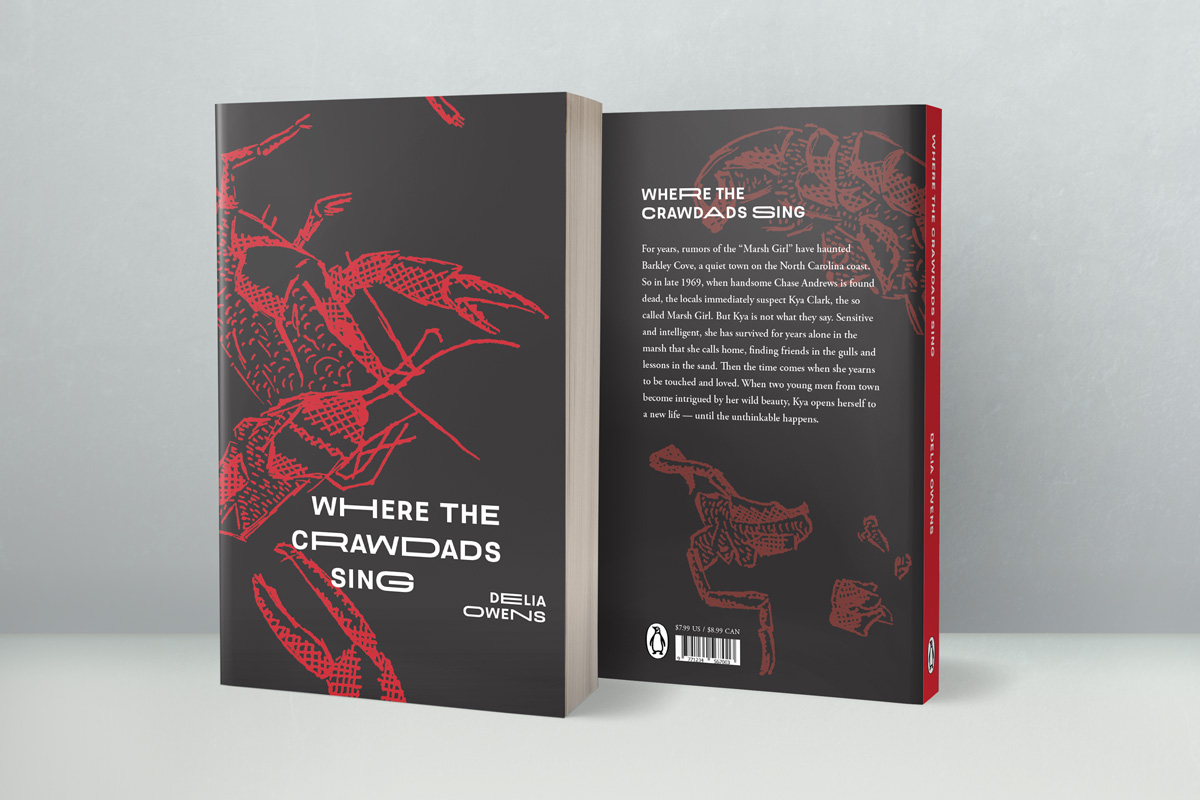 WHERE THE
CRAWDADS
SING
DELIA
OWENS
WHERE THE
CRAWDADS SING
For years, rumors of the “Marsh Girl” have haunted
Barkley Cove, a quiet town on the North Carolina coast.
So in late 1969, when handsome Chase Andrews is found
dead, the locals immediately suspect Kya Clark, the so
called Marsh Girl. But Kya is not what they say. Sensitive
and intelligent, she has survived for years alone in the
marsh that she calls home, finding friends in the gulls and
lessons in the sand. Then the time comes when she yearns
to be touched and loved. When two young men from town
become intrigued by her wild beauty, Kya opens herself to
a new life — until the unthinkable happens.
$7.99 US / $8.99 CAN
WHERE THE CRAWDADS SING
DELIA OWENS